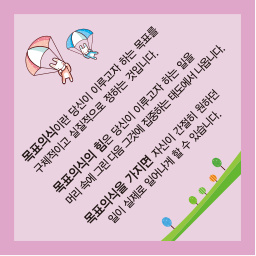 목표의식이란 당신이 이루고자 하는 목표를
구체적이고 실질적으로 정하는 것입니다.
목표의식의 힘은 당신이 이루고자 하는 일을
머리 속에 그린 다음 그것에 집중하는 태도에서 나옵니다.
목표의식을 가지면 자신이 간절히 원하던
일이 실제로 일어나게 할 수 있습니다.